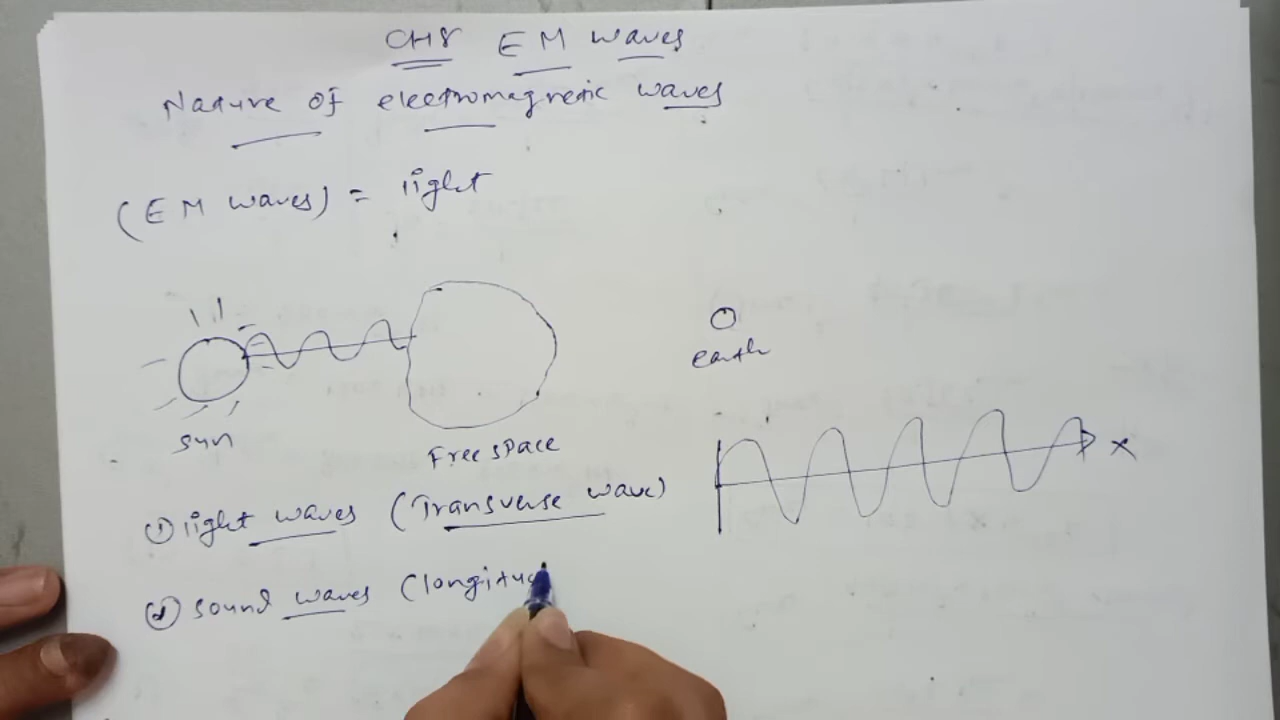 CH8 EM waves
Nature of electromagnetic waves
(EM waves) = light
sun
Free space
earth
x
① light waves (Transverse wave)
② sound waves (longitud